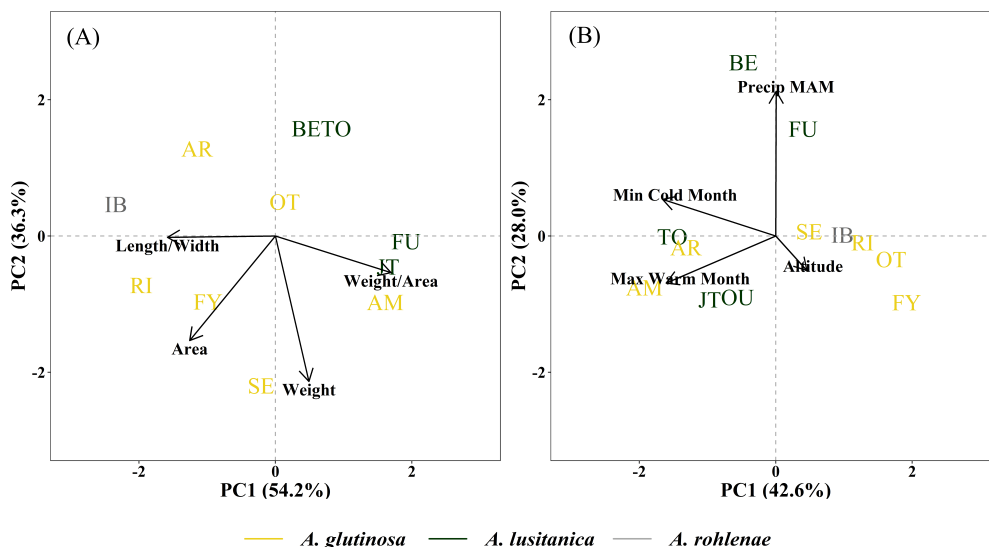 (A)
2
0
-2
-2
0
2
PC2 (36.3%)
PC1 (54.2%)
BETO
AR
OT
IB
Length/Width
FU
JT
Weight/Area
RI
FY
AM
Area
SE
Weight
(B)
2
0
-2
-2
0
2
PC2 (28.0%)
PC1 (42.6%)
BE
Precip MAM
FU
Min Cold Month
TO
AR
SE
IB
RI
OT
Altitude
Max Warm Month
AM
JTOU
FY
A. glutinosa
A. lusitanica
A. rohlenae